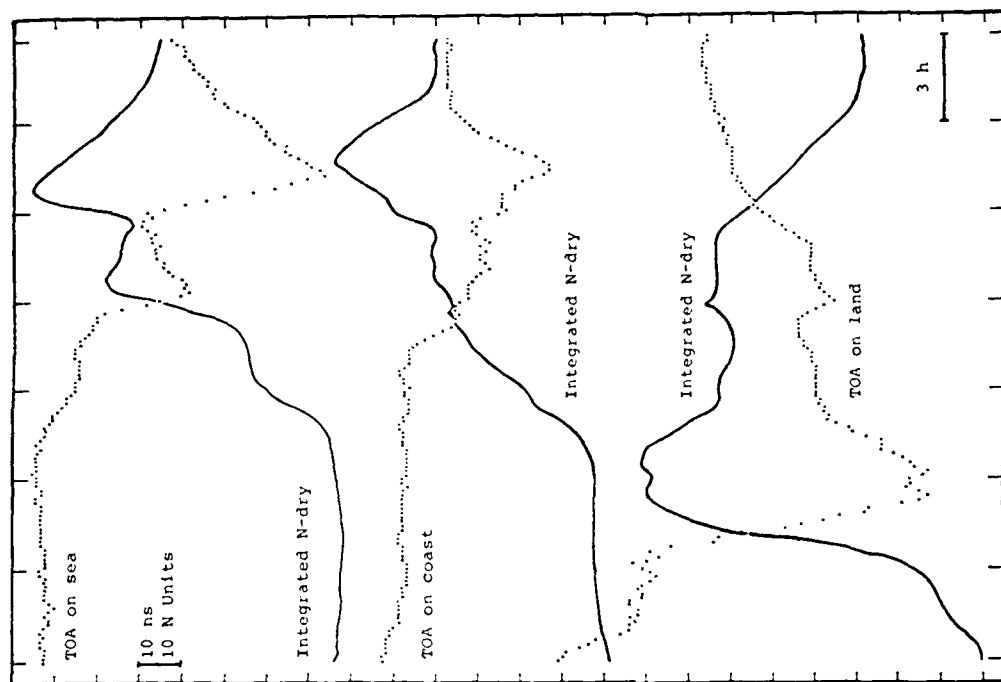 TOA on sea
10 ns
10 N Units
Integrated N-dry
TOA on coast
Integrated N-dry
Integrated N-dry
TOA on land
3 h